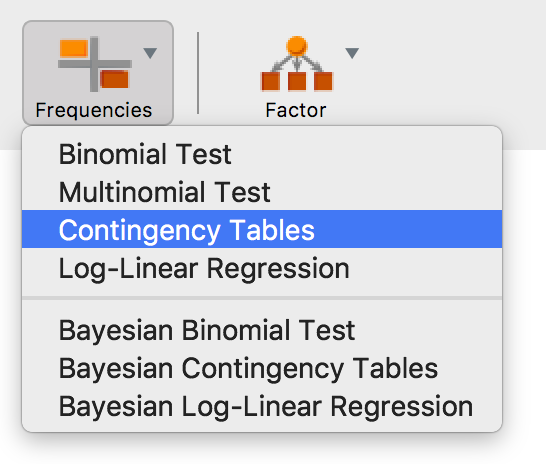 Frequencies
Factor
Binomial Test
Multinomial Test
Contingency Tables
Log-Linear Regression
Bayesian Binomial Test
Bayesian Contingency Tables
Bayesian Log-Linear Regression